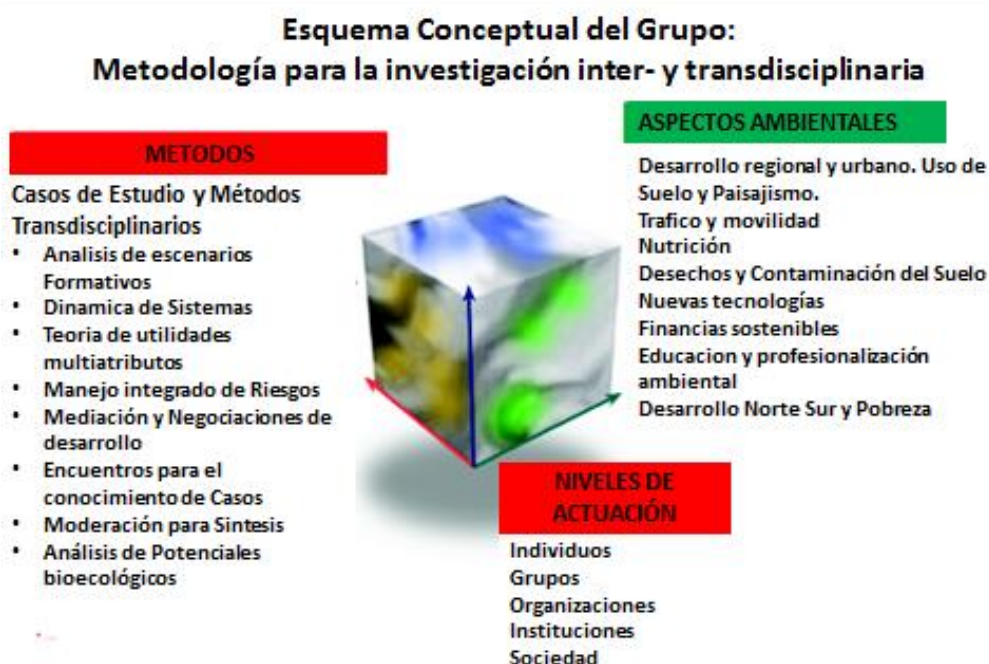 Esquema Conceptual del Grupo:
Metodología para la investigación inter- y transdisciplinaria
METODOS
Casos de Estudio y Métodos
Transdisciplinarios
• Analisis de escenarios
Formativos
• Dinamica de Sistemas
• Teoria de utilidades
multiatributos
• Manejo integrado de Riesgos
• Mediación y Negociaciones de
desarrollo
• Encuentros para el
conocimiento de Casos
• Moderación para Sintesis
• Análisis de Potenciales
bioecológicos
ASPECTOS AMBIENTALES
Desarrollo regional y urbano. Uso de
Suelo y Paisajismo.
Trafico y movilidad
Nutrición
Desechos y Contaminación del Suelo
Nuevas tecnologías
Financias sostenibles
Educacion y profesionalización
ambiental
Desarrollo Norte Sur y Pobreza
NIVELES DE
ACTUACIÓN
Individuos
Grupos
Organizaciones
Instituciones
Sociedad